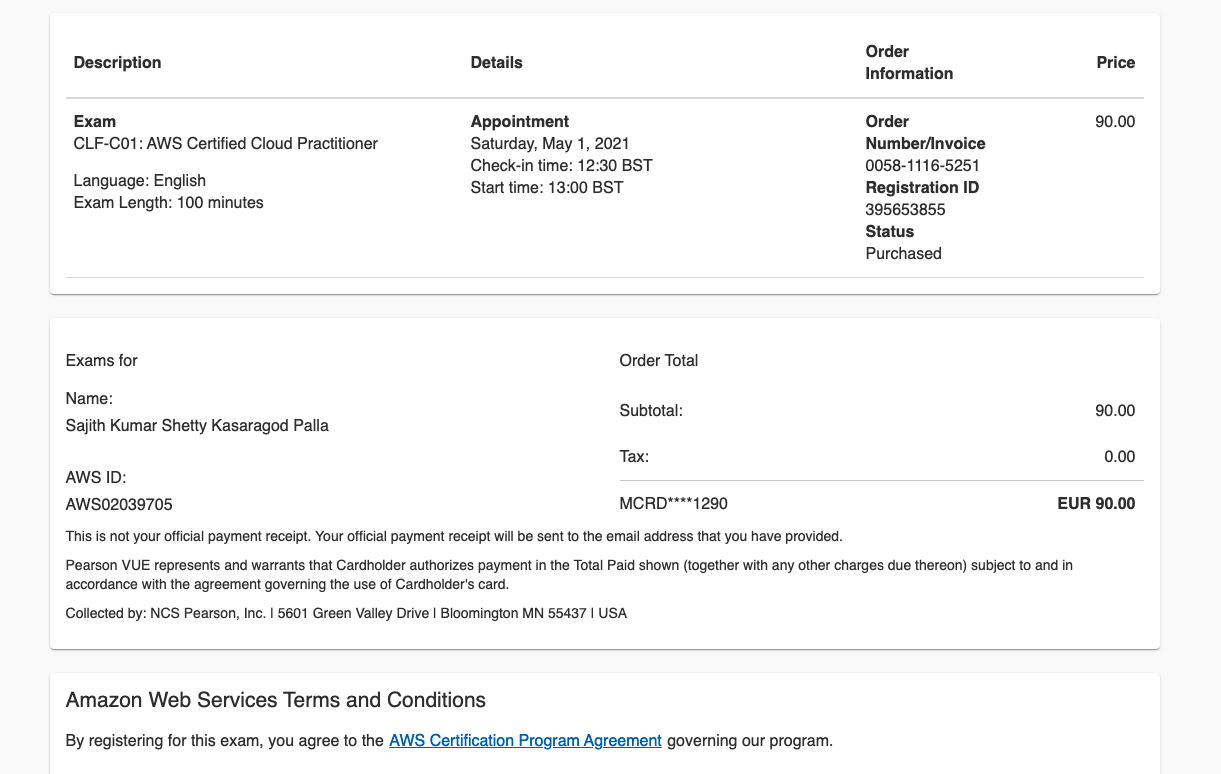 Description
Details
Order
Information
Price
Exam
CLF-C01: AWS Certified Cloud Practitioner
Language: English
Exam Length: 100 minutes
Appointment
Saturday, May 1, 2021
Check-in time: 12:30 BST
Start time: 13:00 BST
Order
Number/Invoice
0058-1116-5251
Registration ID
395653855
Status
Purchased
90.00
Exams for
Name:
Sajith Kumar Shetty Kasaragod Palla
AWS ID:
AWS02039705
Order Total
Subtotal: 90.00
Tax: 0.00
MCRD****1290 EUR 90.00
This is not your official payment receipt. Your official payment receipt will be sent to the email address that you have provided.
Pearson VUE represents and warrants that Cardholder authorizes payment in the Total Paid shown (together with any other charges due thereon) subject to and in
accordance with the agreement governing the use of Cardholder's card.
Collected by: NCS Pearson, Inc. | 5601 Green Valley Drive | Bloomington MN 55437 | USA
Amazon Web Services Terms and Conditions
By registering for this exam, you agree to the AWS Certification Program Agreement governing our program.